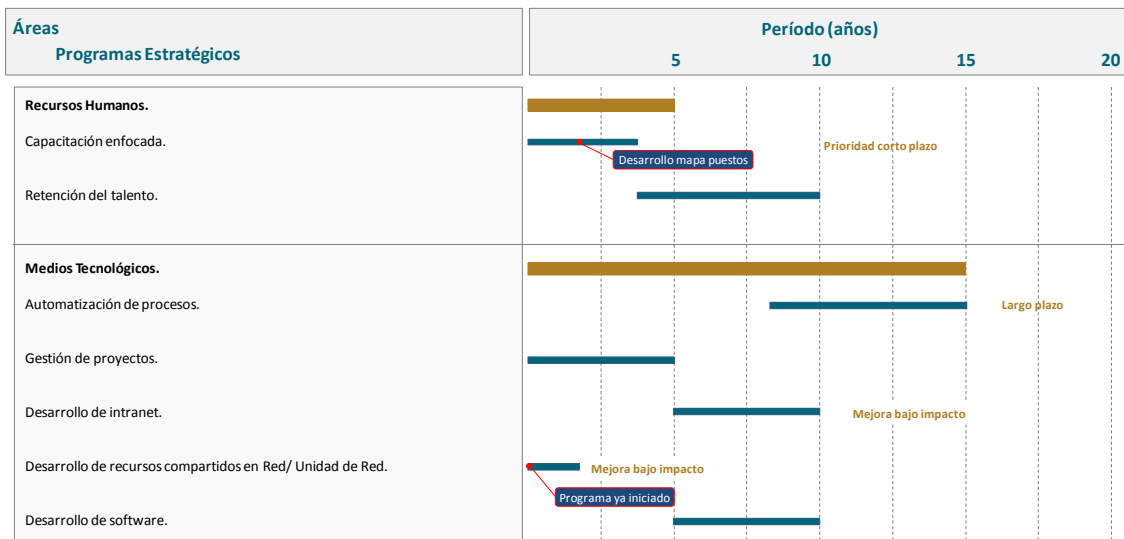 Áreas
Programas Estratégicos
Período (años)
5 10 15 20
Recursos Humanos.
Capacitación enfocada.
Prioridad corto plazo
Desarrollo mapa puestos
Retención del talento.
Medios Tecnológicos.
Automatización de procesos.
Largo plazo
Gestión de proyectos.
Desarrollo de intranet.
Mejora bajo impacto
Desarrollo de recursos compartidos en Red/ Unidad de Red.
Mejora bajo impacto
Programa ya iniciado
Desarrollo de software.